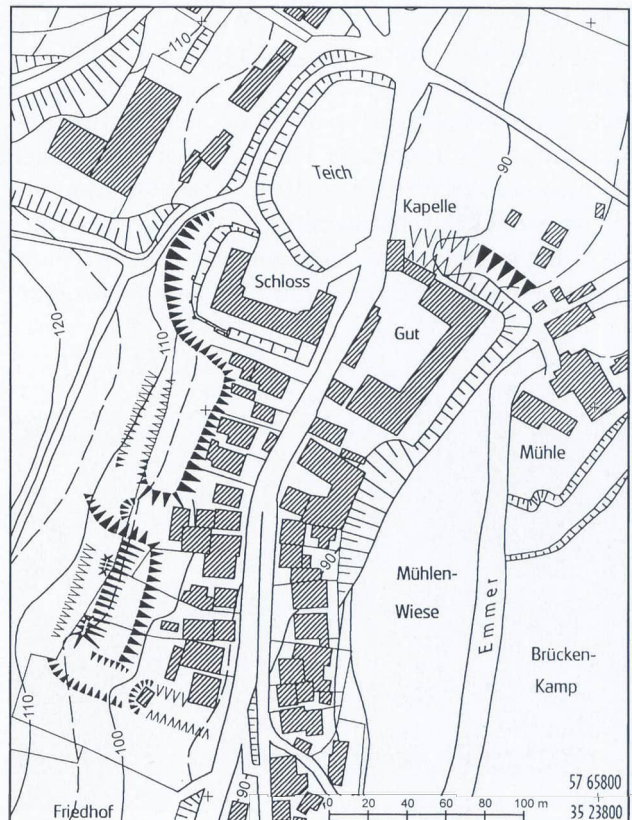 110
Teich
90
Kapelle
Schloss
120
110
Gut
Mühle
90
Mühlen-
Wiese
Emmer
Brücken-
Kamp
110
100
90
57 65800
Friedhof
0 20 40 60 80 100 m
35 23800